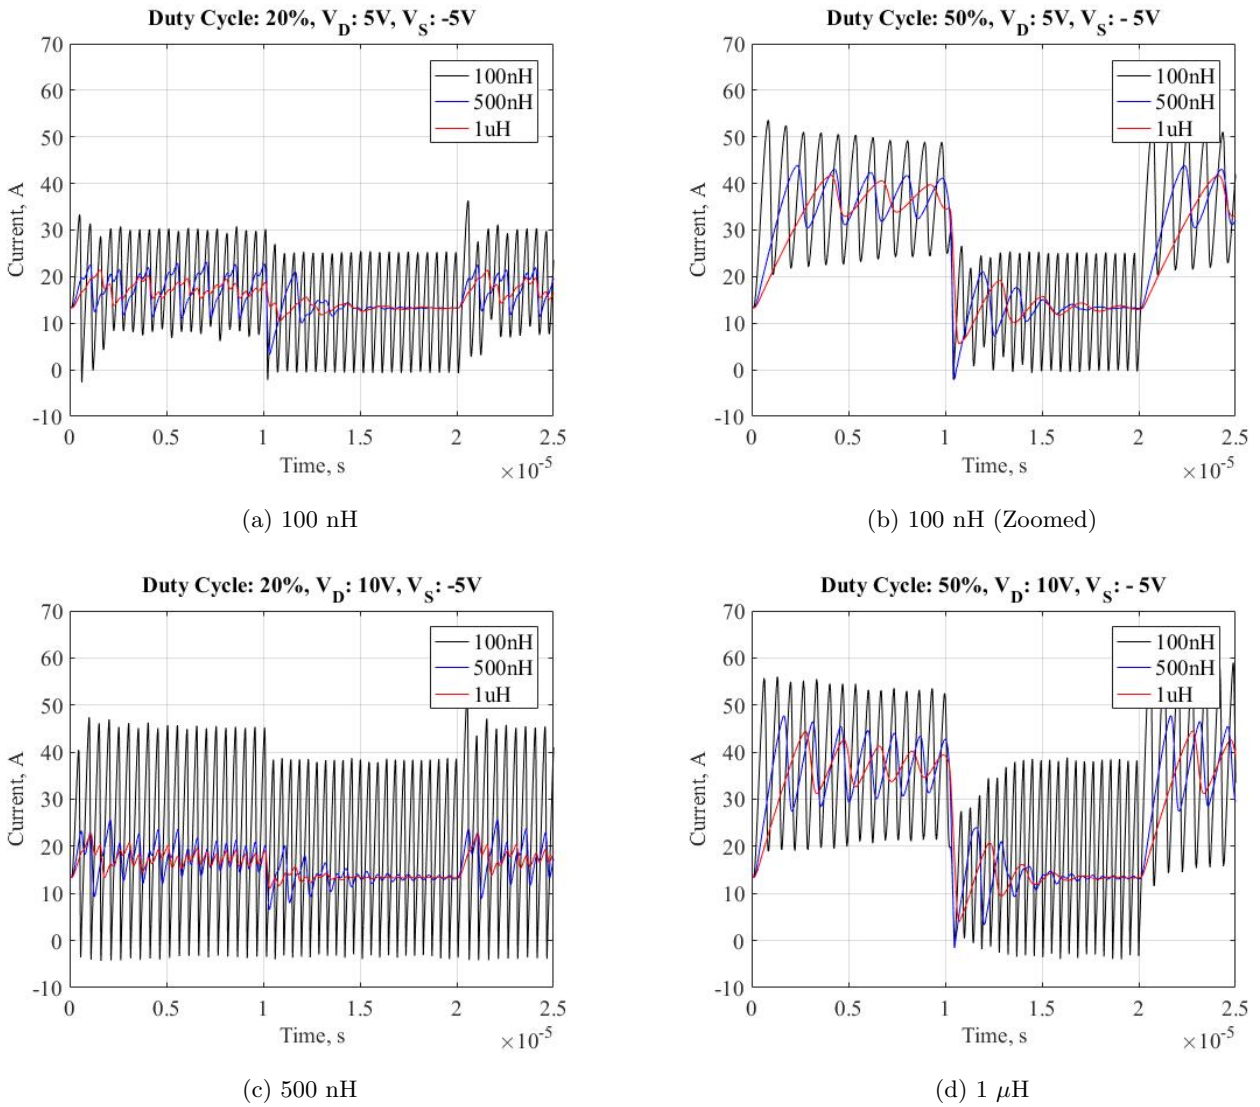 Duty Cycle: 20%, V_D: 5V, V_S: -5V
70
60
50
40
30
20
10
0
-10
Current, A
100nH
500nH
1uH
0 0.5 1 1.5 2 2.5
Time, s
×10⁻⁵
(a) 100 nH
Duty Cycle: 50%, V_D: 5V, V_S: - 5V
70
60
50
40
30
20
10
0
-10
Current, A
100nH
500nH
1uH
0 0.5 1 1.5 2 2.5
Time, s
×10⁻⁵
(b) 100 nH (Zoomed)
Duty Cycle: 20%, V_D: 10V, V_S: -5V
70
60
50
40
30
20
10
0
-10
Current, A
100nH
500nH
1uH
0 0.5 1 1.5 2 2.5
Time, s
×10⁻⁵
(c) 500 nH
Duty Cycle: 50%, V_D: 10V, V_S: - 5V
70
60
50
40
30
20
10
0
-10
Current, A
100nH
500nH
1uH
0 0.5 1 1.5 2 2.5
Time, s
×10⁻⁵
(d) 1 μH